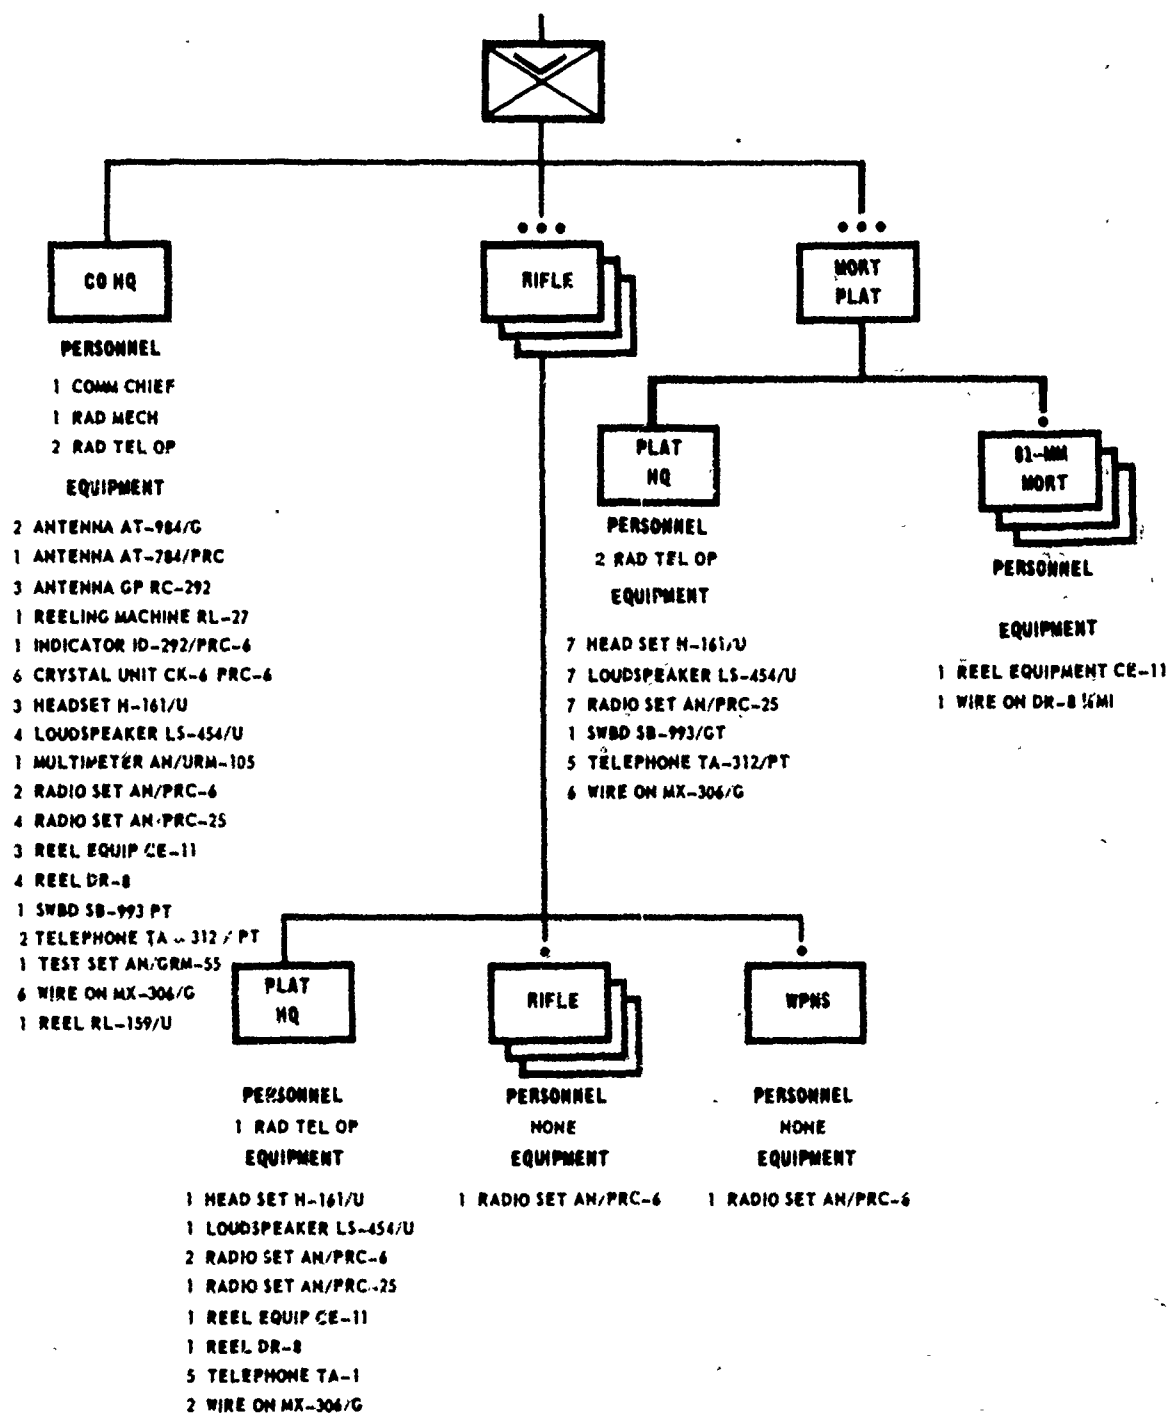 CO HQ
PERSONNEL
1 COMM CHIEF
1 RAD MECH
2 RAD TEL OP
EQUIPMENT
2 ANTENNA AT-984/G
1 ANTENNA AT-784/PRC
3 ANTENNA GP RC-292
1 REELING MACHINE RL-27
1 INDICATOR ID-292/PRC-6
6 CRYSTAL UNIT CK-6 PRC-6
3 HEADSET H-161/U
4 LOUDSPEAKER LS-454/U
1 MULTIMETER AN/URM-105
2 RADIO SET AN/PRC-6
4 RADIO SET AN/PRC-25
3 REEL EQUIP CE-11
4 REEL DR-8
1 SWBD SB-993 PT
2 TELEPHONE TA-312/PT
1 TEST SET AN/GRM-55
6 WIRE ON MX-306/G
1 REEL RL-159/U
RIFLE
MORT
PLAT
PLAT
HQ
PERSONNEL
2 RAD TEL OP
EQUIPMENT
7 HEAD SET H-161/U
7 LOUDSPEAKER LS-454/U
7 RADIO SET AN/PRC-25
1 SWBD SB-993/GT
5 TELEPHONE TA-312/PT
6 WIRE ON MX-306/G
81-MM
MORT
PERSONNEL
EQUIPMENT
1 REEL EQUIPMENT CE-11
1 WIRE ON DR-8 ¼MI
PLAT
HQ
PERSONNEL
1 RAD TEL OP
EQUIPMENT
1 HEAD SET H-161/U
1 LOUDSPEAKER LS-454/U
2 RADIO SET AN/PRC-6
1 RADIO SET AN/PRC-25
1 REEL EQUIP CE-11
1 REEL DR-8
5 TELEPHONE TA-1
2 WIRE ON MX-306/G
RIFLE
PERSONNEL
NONE
EQUIPMENT
1 RADIO SET AN/PRC-6
WPNS
PERSONNEL
NONE
EQUIPMENT
1 RADIO SET AN/PRC-6